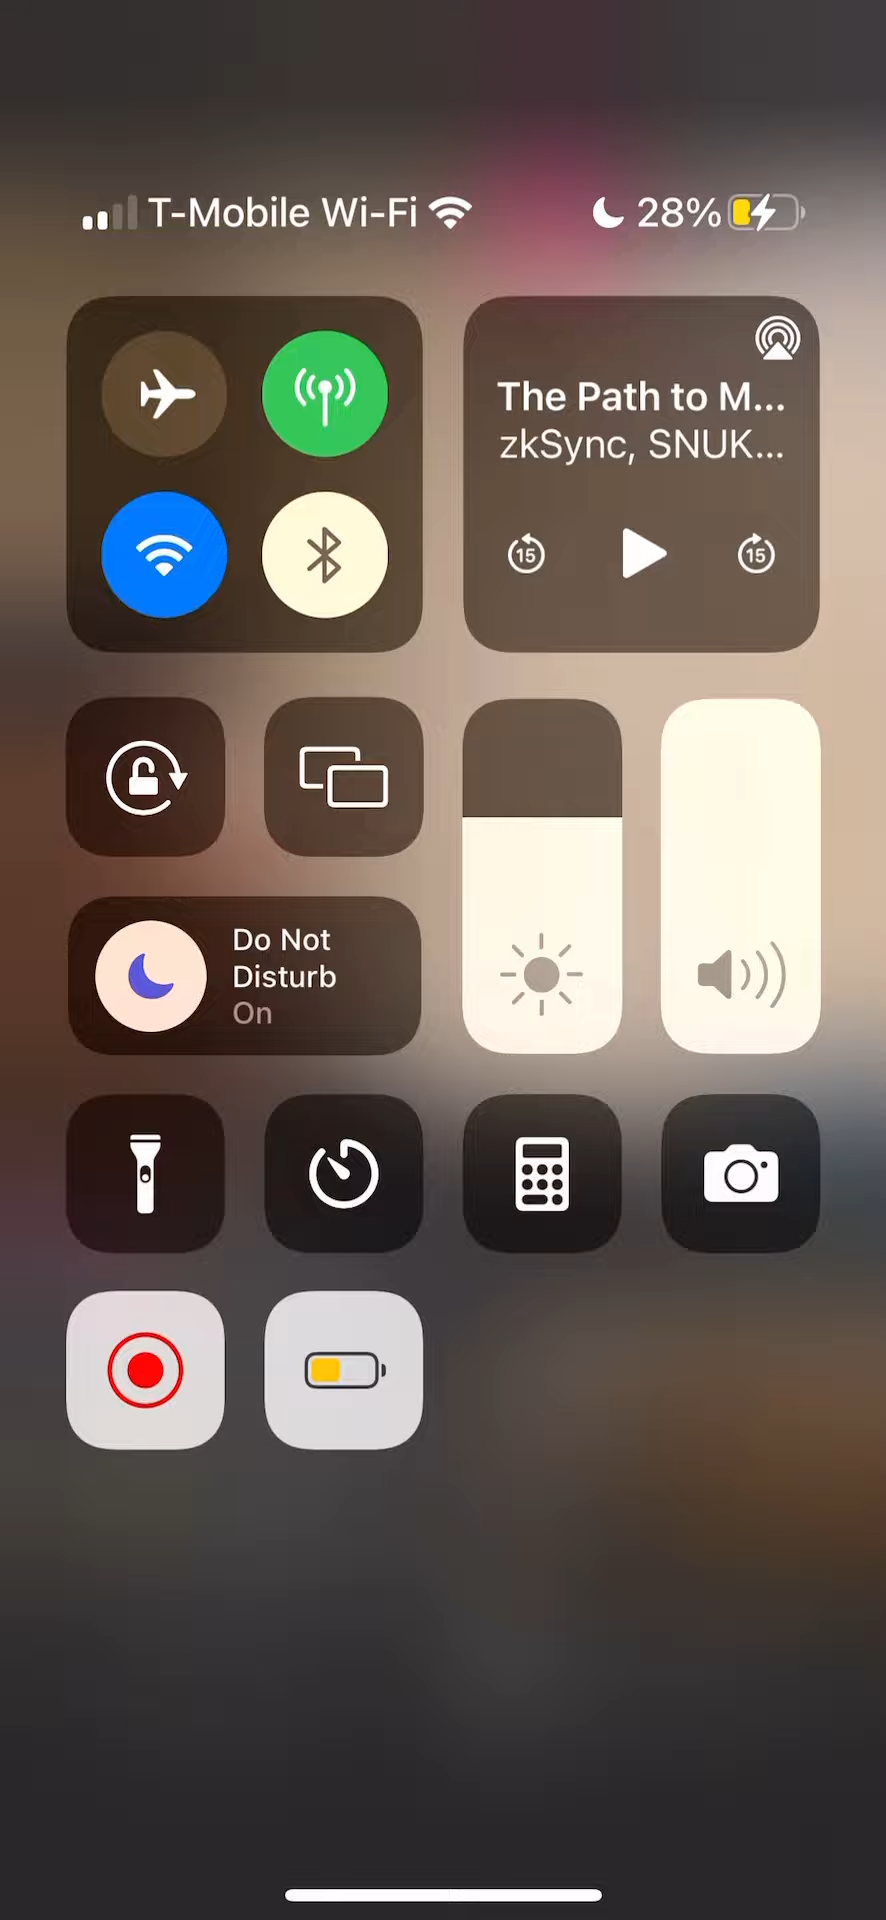 T-Mobile Wi-Fi 28%
The Path to M...
zkSync, SNUK...
15 15
Do Not
Disturb
On